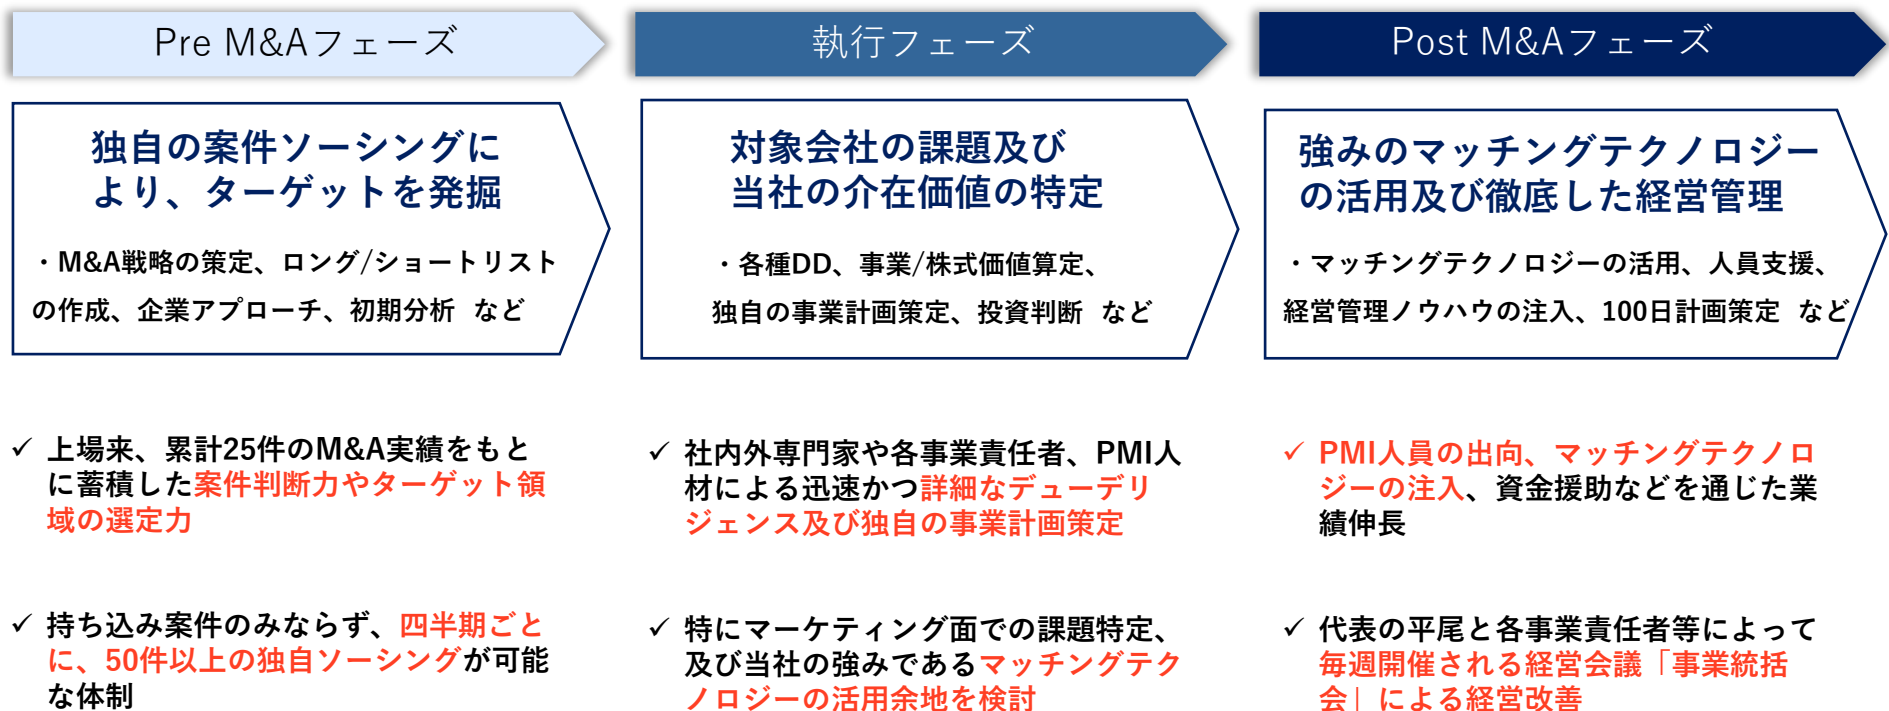 Pre M&Aフェーズ
執行フェーズ
Post M&Aフェーズ
独自の案件ソーシングに
より、ターゲットを発掘
・M&A戦略の策定、ロング/ショートリスト
の作成、企業アプローチ、初期分析 など
対象会社の課題及び
当社の介在価値の特定
・各種DD、事業/株式価値算定、
独自の事業計画策定、投資判断 など
強みのマッチングテクノロジー
の活用及び徹底した経営管理
・マッチングテクノロジーの活用、人員支援、
経営管理ノウハウの注入、100日計画策定 など
✓ 上場来、累計25件のM&A実績をもと
に蓄積した案件判断力やターゲット領
域の選定力
✓ 持ち込み案件のみならず、四半期ごと
に、50件以上の独自ソーシングが可能
な体制
✓ 社内外専門家や各事業責任者、PMI人
材による迅速かつ詳細なデューデリ
ジェンス及び独自の事業計画策定
✓ 特にマーケティング面での課題特定、
及び当社の強みであるマッチングテク
ノロジーの活用余地を検討
✓ PMI人員の出向、マッチングテクノロ
ジーの注入、資金援助などを通じた業
績伸長
✓ 代表の平尾と各事業責任者等によって
毎週開催される経営会議「事業統括
会」による経営改善